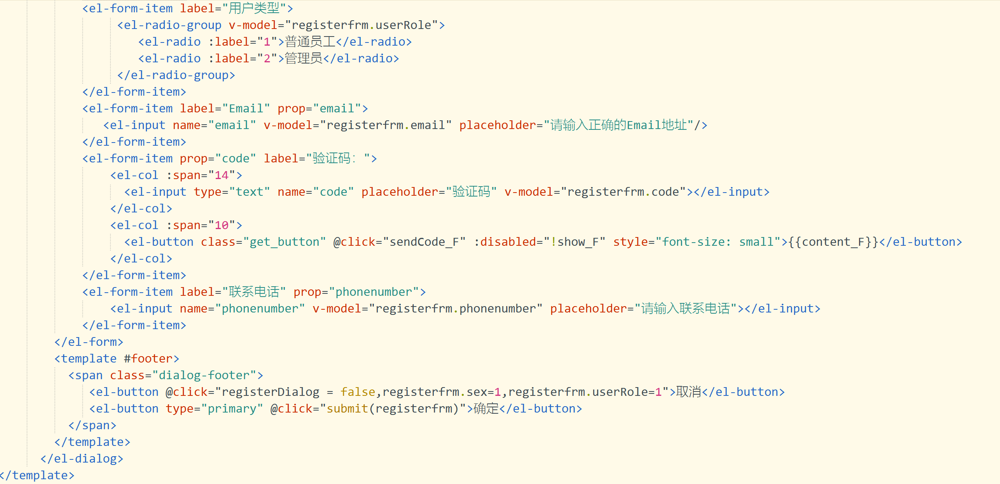 <el-form-item label="用户类型">
<el-radio-group v-model="registerfrm.userRole">
<el-radio :label="1">普通员工</el-radio>
<el-radio :label="2">管理员</el-radio>
</el-radio-group>
</el-form-item>
<el-form-item label="Email" prop="email">
<el-input name="email" v-model="registerfrm.email" placeholder="请输入正确的Email地址"/>
</el-form-item>
<el-form-item prop="code" label="验证码：">
<el-col :span="14">
<el-input type="text" name="code" placeholder="验证码" v-model="registerfrm.code"></el-input>
</el-col>
<el-col :span="10">
<el-button class="get_button" @click="sendCode_F" :disabled="!show_F" style="font-size: small">{{content_F}}</el-button>
</el-col>
</el-form-item>
<el-form-item label="联系电话" prop="phonenumber">
<el-input name="phonenumber" v-model="registerfrm.phonenumber" placeholder="请输入联系电话"></el-input>
</el-form-item>
</el-form>
<template #footer>
<span class="dialog-footer">
<el-button @click="registerDialog = false,registerfrm.sex=1,registerfrm.userRole=1">取消</el-button>
<el-button type="primary" @click="submit(registerfrm)">确定</el-button>
</span>
</template>
</el-dialog>
</template>